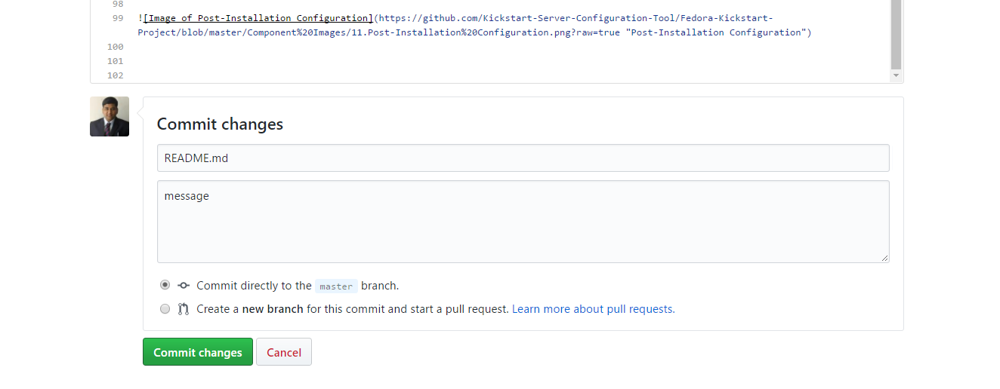 98
99 ![Image of Post-Installation Configuration](https://github.com/Kickstart-Server-Configuration-Tool/Fedora-Kickstart-
Project/blob/master/Component%20Images/11.Post-Installation%20Configuration.png?raw=true "Post-Installation Configuration")
100
101
102
Commit changes
README.md
message
Commit directly to the master branch.
Create a new branch for this commit and start a pull request. Learn more about pull requests.
Commit changes Cancel